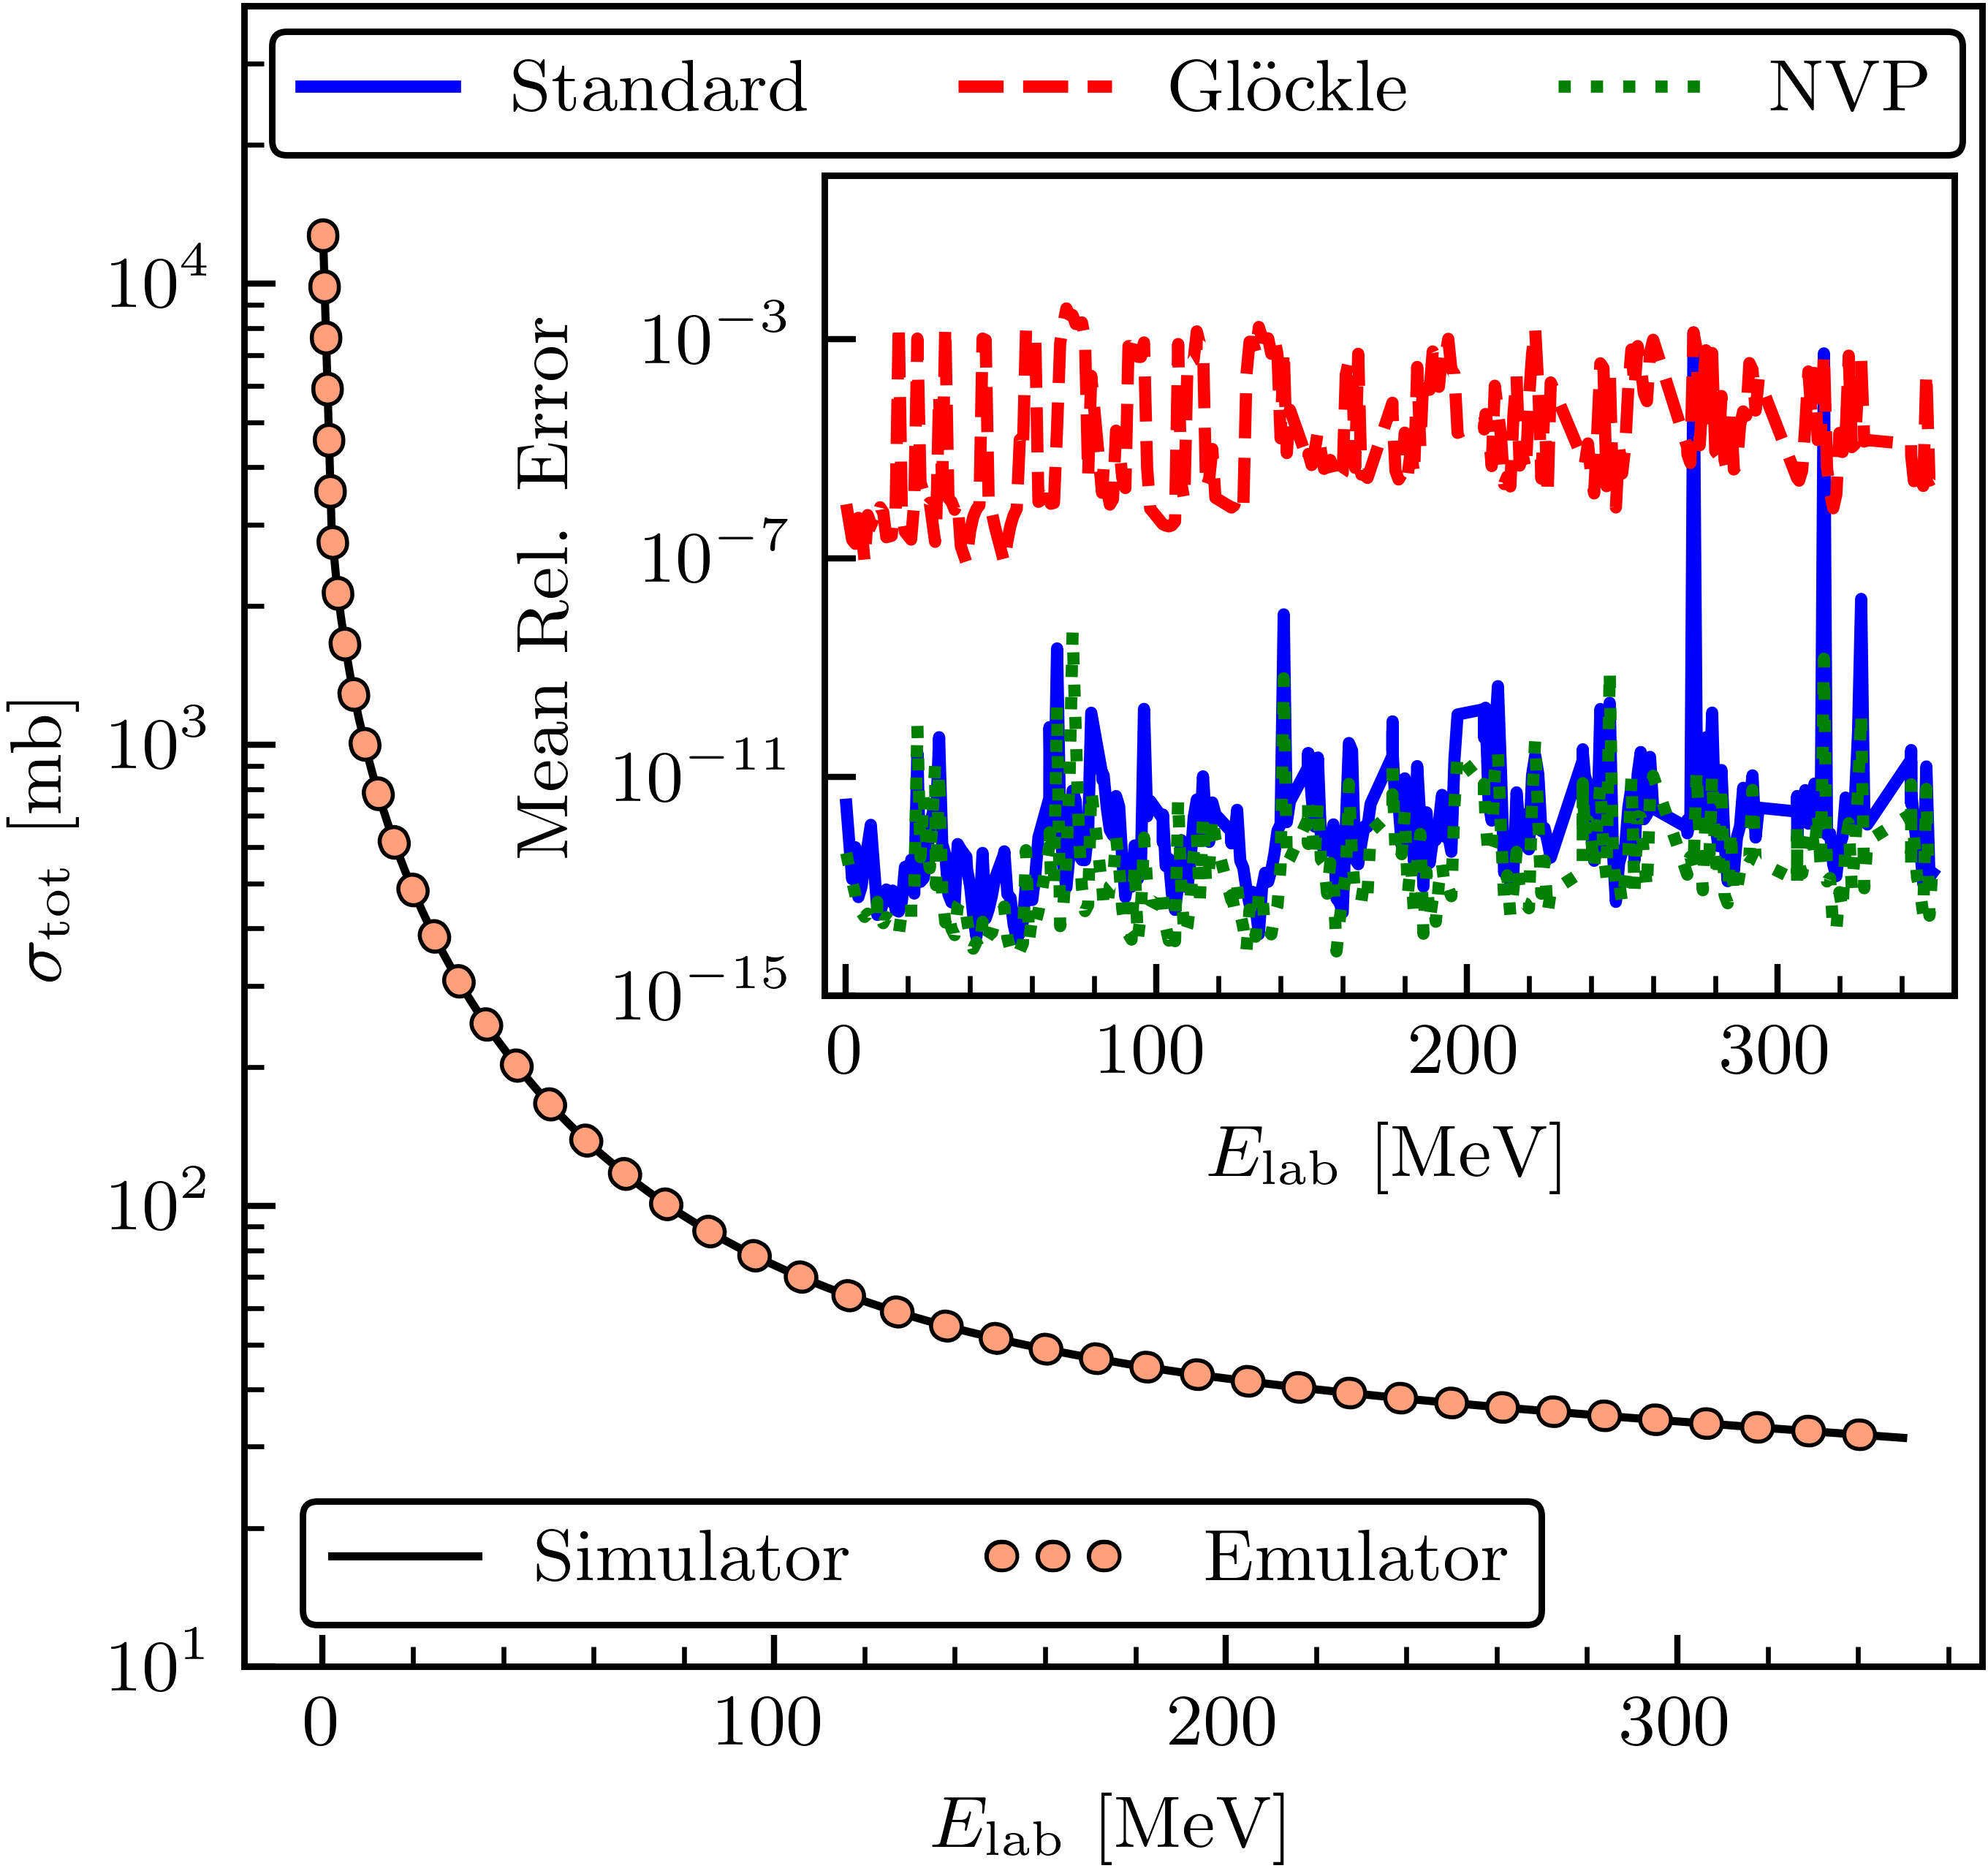 Standard Glöckle NVP
σ_tot [mb]
10^4
10^3
10^2
10^1
Mean Rel. Error
10^−3
10^−7
10^−11
10^−15
0 100 200 300
E_lab [MeV]
Simulator Emulator
0 100 200 300
E_lab [MeV]